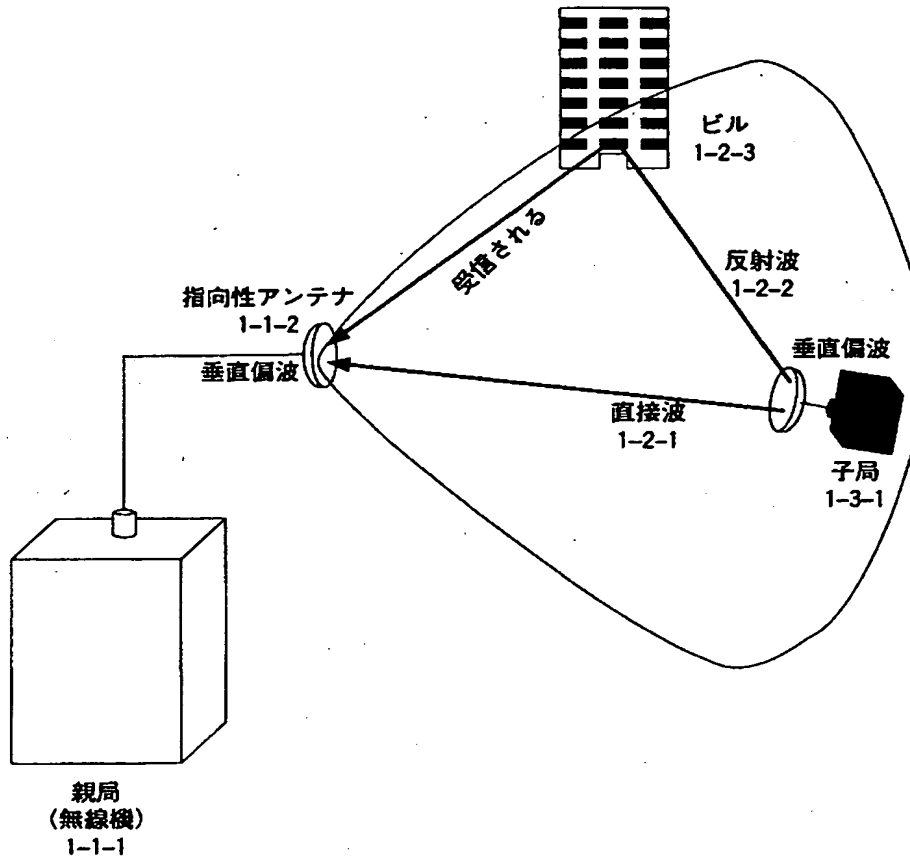 ビル
1-2-3
受信される
反射波
1-2-2
指向性アンテナ
1-1-2
垂直偏波
垂直偏波
直接波
1-2-1
子局
1-3-1
親局
(無線機)
1-1-1